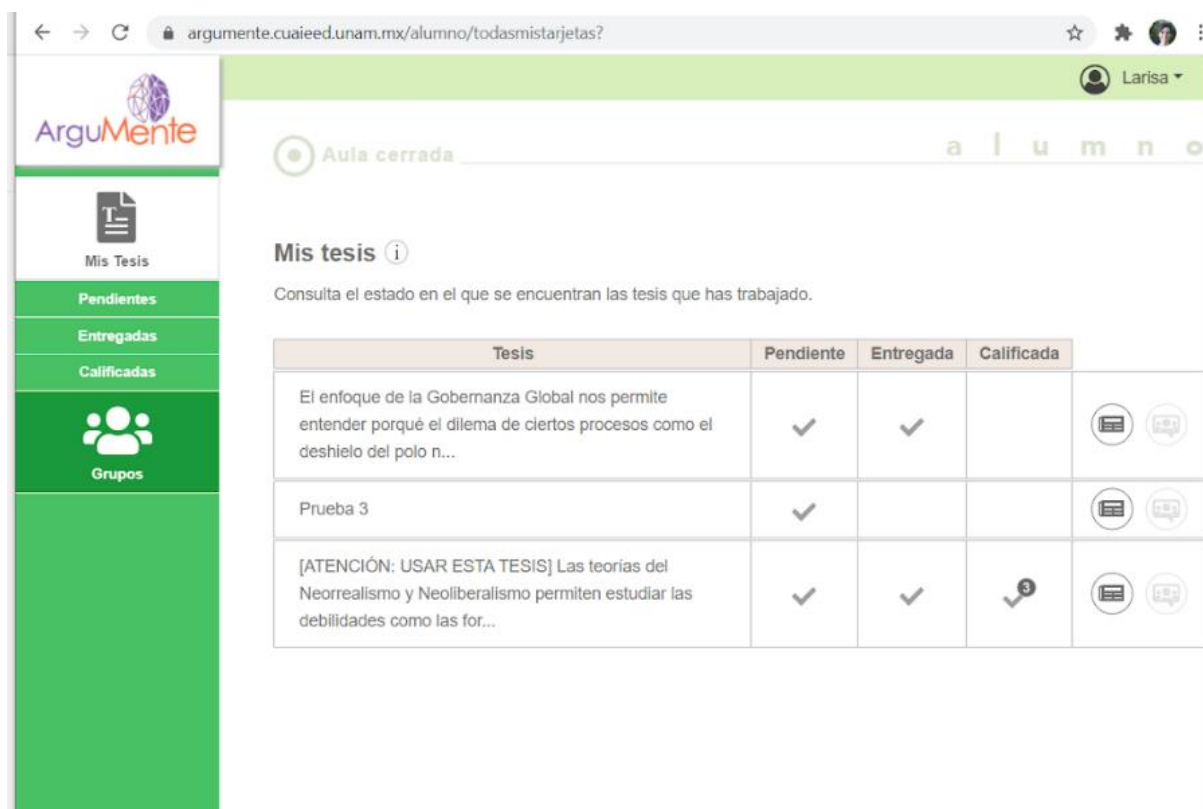 argumente.cuaieed.unam.mx/alumno/todasmistarjetas?
Larisa
ArguMente
Aula cerrada
alumno
T
Mis Tesis
Pendientes
Entregadas
Calificadas
Grupos
Mis tesis i
Consulta el estado en el que se encuentran las tesis que has trabajado.
Tesis Pendiente Entregada Calificada
El enfoque de la Gobernanza Global nos permite
entender porqué el dilema de ciertos procesos como el
deshielo del polo n...
Prueba 3
[ATENCIÓN: USAR ESTA TESIS] Las teorías del
Neorrealismo y Neoliberalismo permiten estudiar las
debilidades como las for...
3